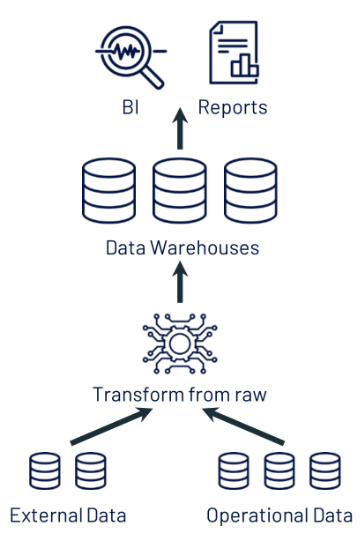 BI
Reports
Data Warehouses
Transform from raw
External Data
Operational Data